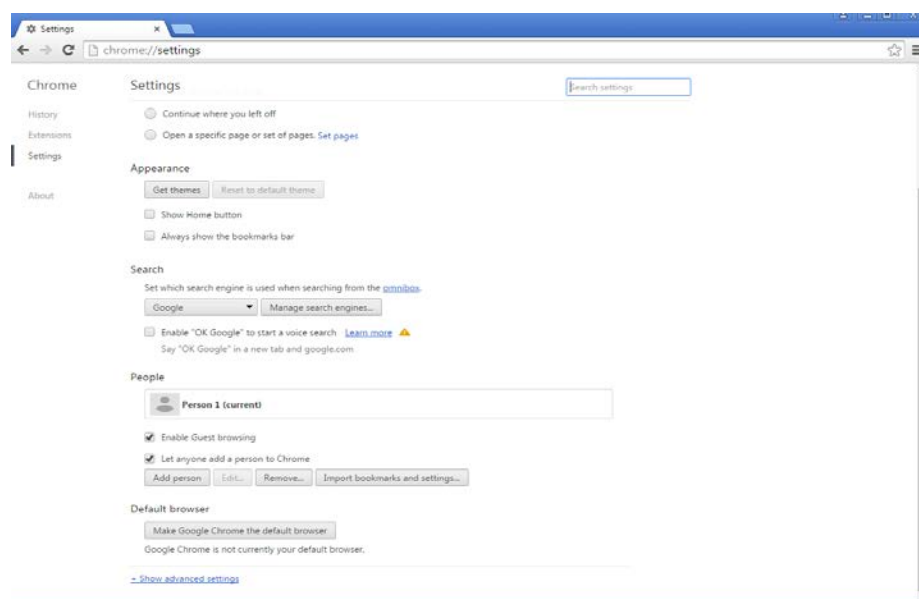 Settings
chrome://settings
Chrome
Settings
Search settings
History
Extensions
Settings
About
Continue where you left off
Open a specific page or set of pages. Set pages
Appearance
Get themes Reset to default theme
Show Home button
Always show the bookmarks bar
Search
Set which search engine is used when searching from the omnibox.
Google Manage search engines...
Enable "OK Google" to start a voice search Learn more
Say "OK Google" in a new tab and google.com
People
Person 1 (current)
Enable Guest browsing
Let anyone add a person to Chrome
Add person Edit... Remove... Import bookmarks and settings...
Default browser
Make Google Chrome the default browser
Google Chrome is not currently your default browser.
+ Show advanced settings